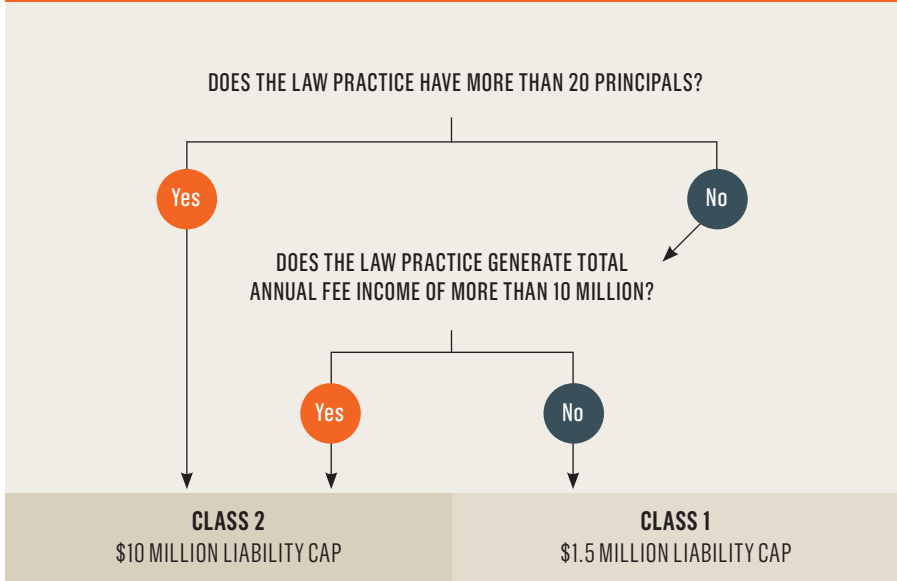 DOES THE LAW PRACTICE HAVE MORE THAN 20 PRINCIPALS?
Yes
No
DOES THE LAW PRACTICE GENERATE TOTAL
ANNUAL FEE INCOME OF MORE THAN 10 MILLION?
Yes
No
CLASS 2
$10 MILLION LIABILITY CAP
CLASS 1
$1.5 MILLION LIABILITY CAP